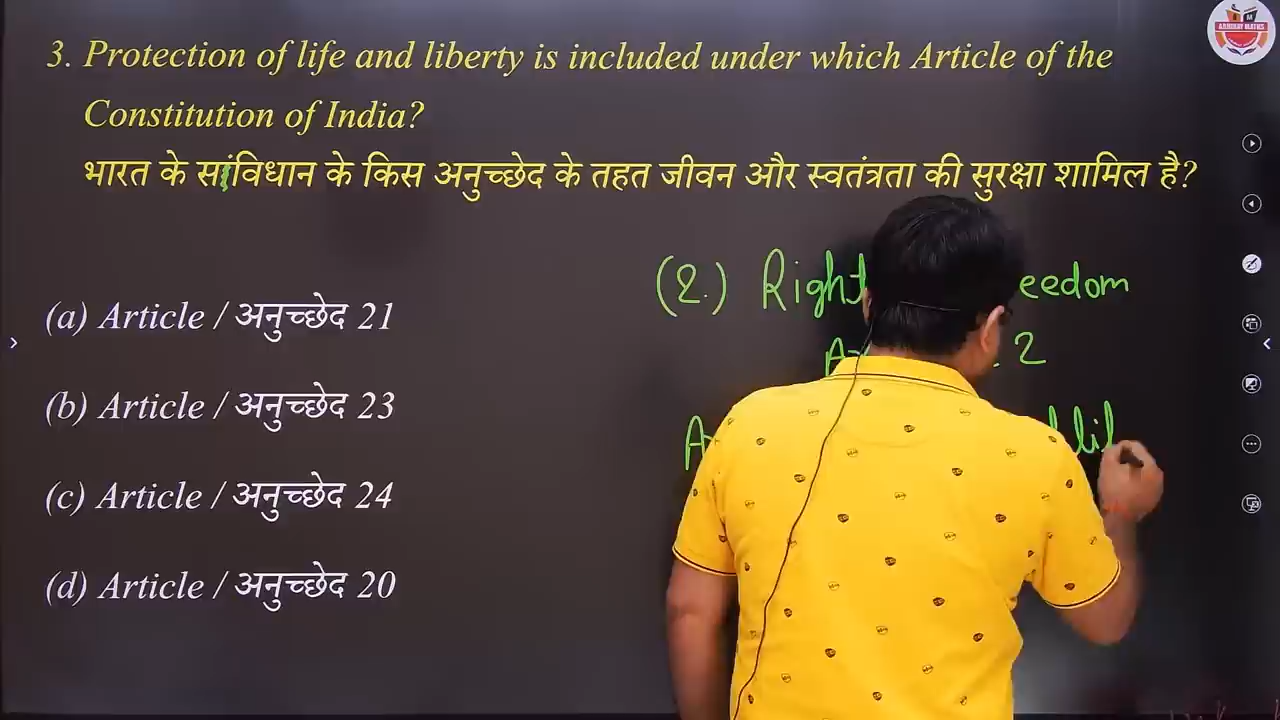 3. Protection of life and liberty is included under which Article of the
Constitution of India?
भारत के सांविधान के किस अनुच्छेद के तहत जीवन और स्वतंत्रता की सुरक्षा शामिल है?
(a) Article / अनुच्छेद 21
(b) Article / अनुच्छेद 23
(c) Article / अनुच्छेद 24
(d) Article / अनुच्छेद 20
(2.) Right eedom
2